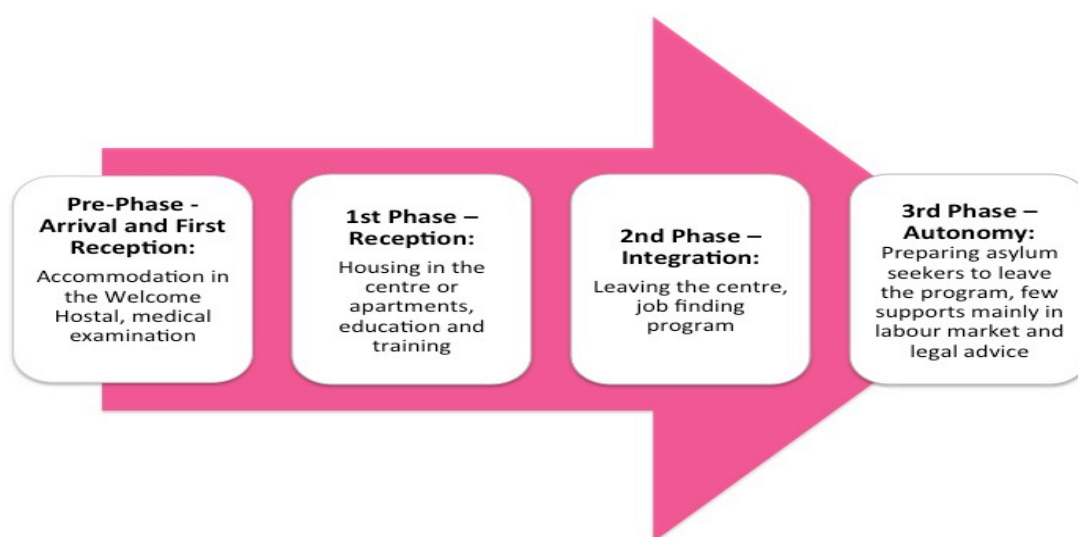 Pre-Phase -
Arrival and First
Reception:
Accommodation in
the Welcome
Hostal, medical
examination
1st Phase –
Reception:
Housing in the
centre or
apartments,
education and
training
2nd Phase –
Integration:
Leaving the centre,
job finding
program
3rd Phase –
Autonomy:
Preparing asylum
seekers to leave
the program, few
supports mainly in
labour market and
legal advice